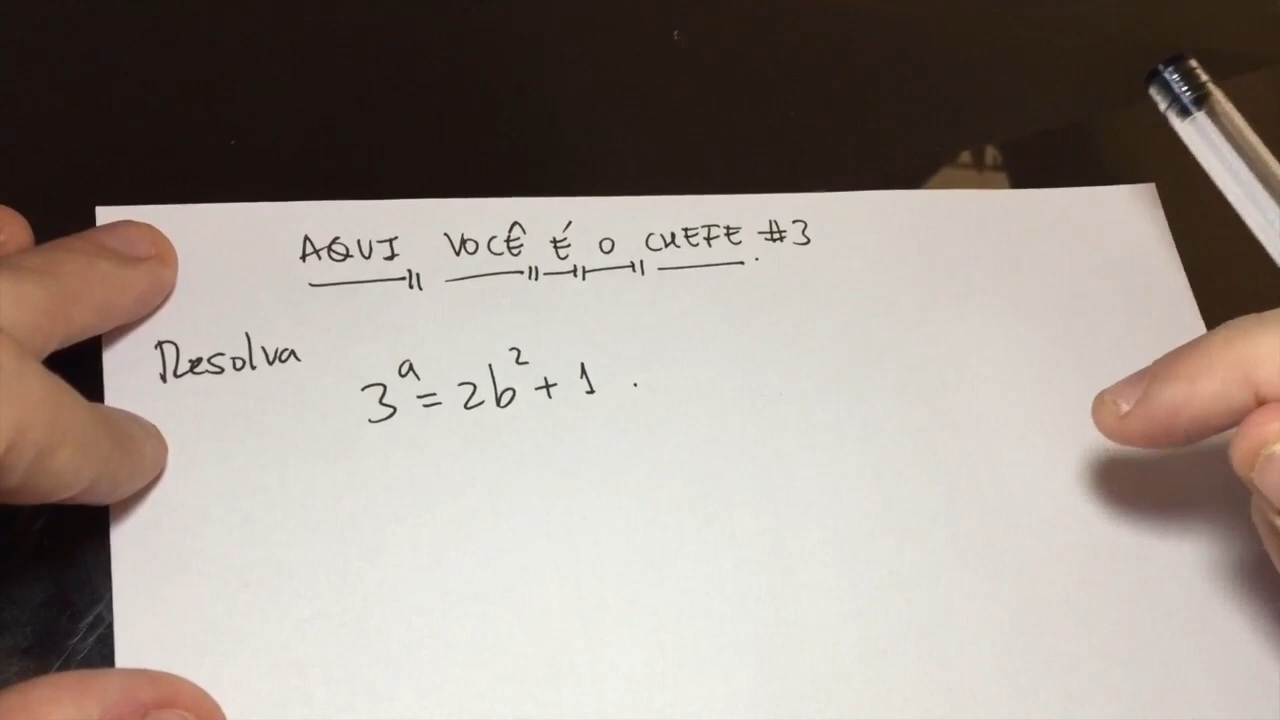 AQUI VOCÊ É O CHEFE #3
Resolva
3^a = 2b^2 + 1.